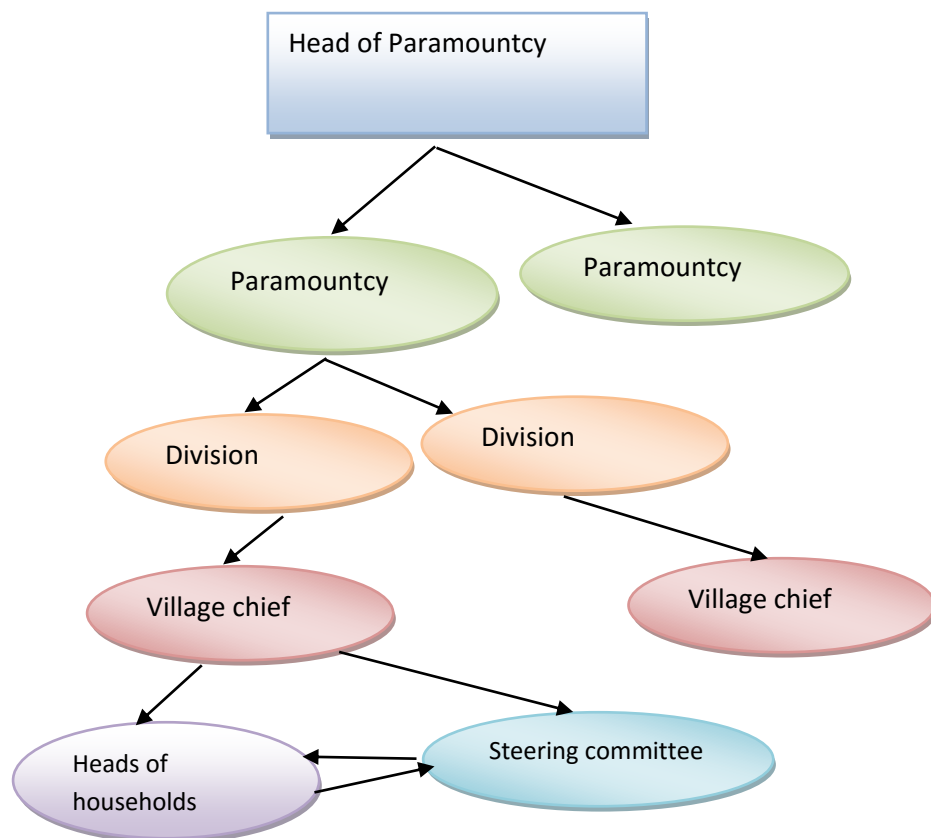 Head of Paramountcy
Paramountcy
Paramountcy
Division
Division
Village chief
Village chief
Heads of
households
Steering committee